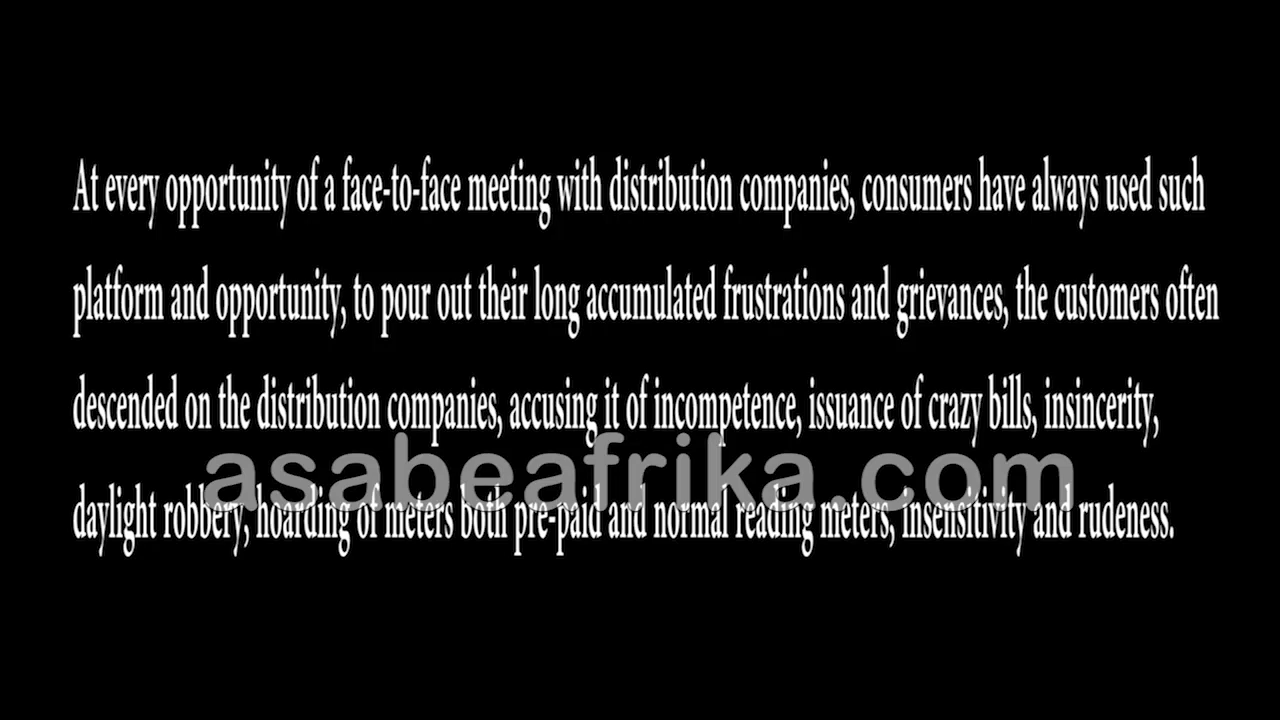 At every opportunity of a face-to-face meeting with distribution companies, consumers have always used such
platform and opportunity, to pour out their long accumulated frustrations and grievances, the customers often
descended on the distribution companies, accusing it of incompetence, issuance of crazy bills, insincerity,
asabeafrika.com
daylight robbery, hoarding of meters both pre-paid and normal reading meters, insensitivity and rudeness.